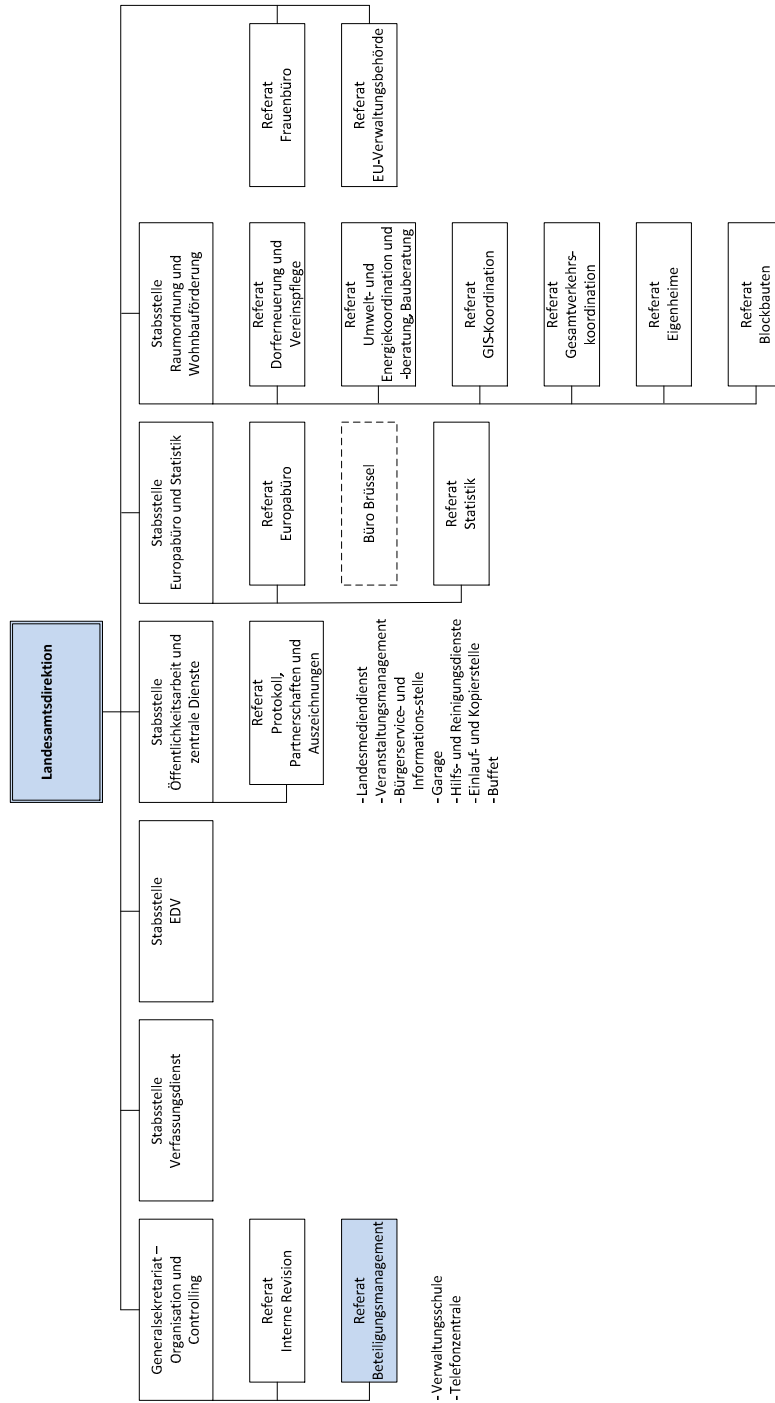 Landesamtsdirektion
Generalsekretariat –
Organisation und
Controlling
Referat
Interne Revision
Referat
Beteiligungsmanagement
- Verwaltungsschule
- Telefonzentrale
Stabsstelle
Verfassungsdienst
Stabsstelle
EDV
Stabsstelle
Öffentlichkeitsarbeit und
zentrale Dienste
Referat
Protokoll,
Partnerschaften und
Auszeichnungen
- Landesmediendienst
- Veranstaltungsmanagement
- Bürgerservice- und
Informations-stelle
- Garage
- Hilfs- und Reinigungsdienste
- Einlauf- und Kopierstelle
- Buffet
Stabsstelle
Europabüro und Statistik
Referat
Europabüro
Büro Brüssel
Referat
Statistik
Stabsstelle
Raumordnung und
Wohnbauförderung
Referat
Dorferneuerung und
Vereinspflege
Referat
Umwelt- und
Energiekoordination und
-beratung, Bauberatung
Referat
GIS-Koordination
Referat
Gesamtverkehrs-
koordination
Referat
Eigenheime
Referat
Blockbauten
Referat
Frauenbüro
Referat
EU-Verwaltungsbehörde